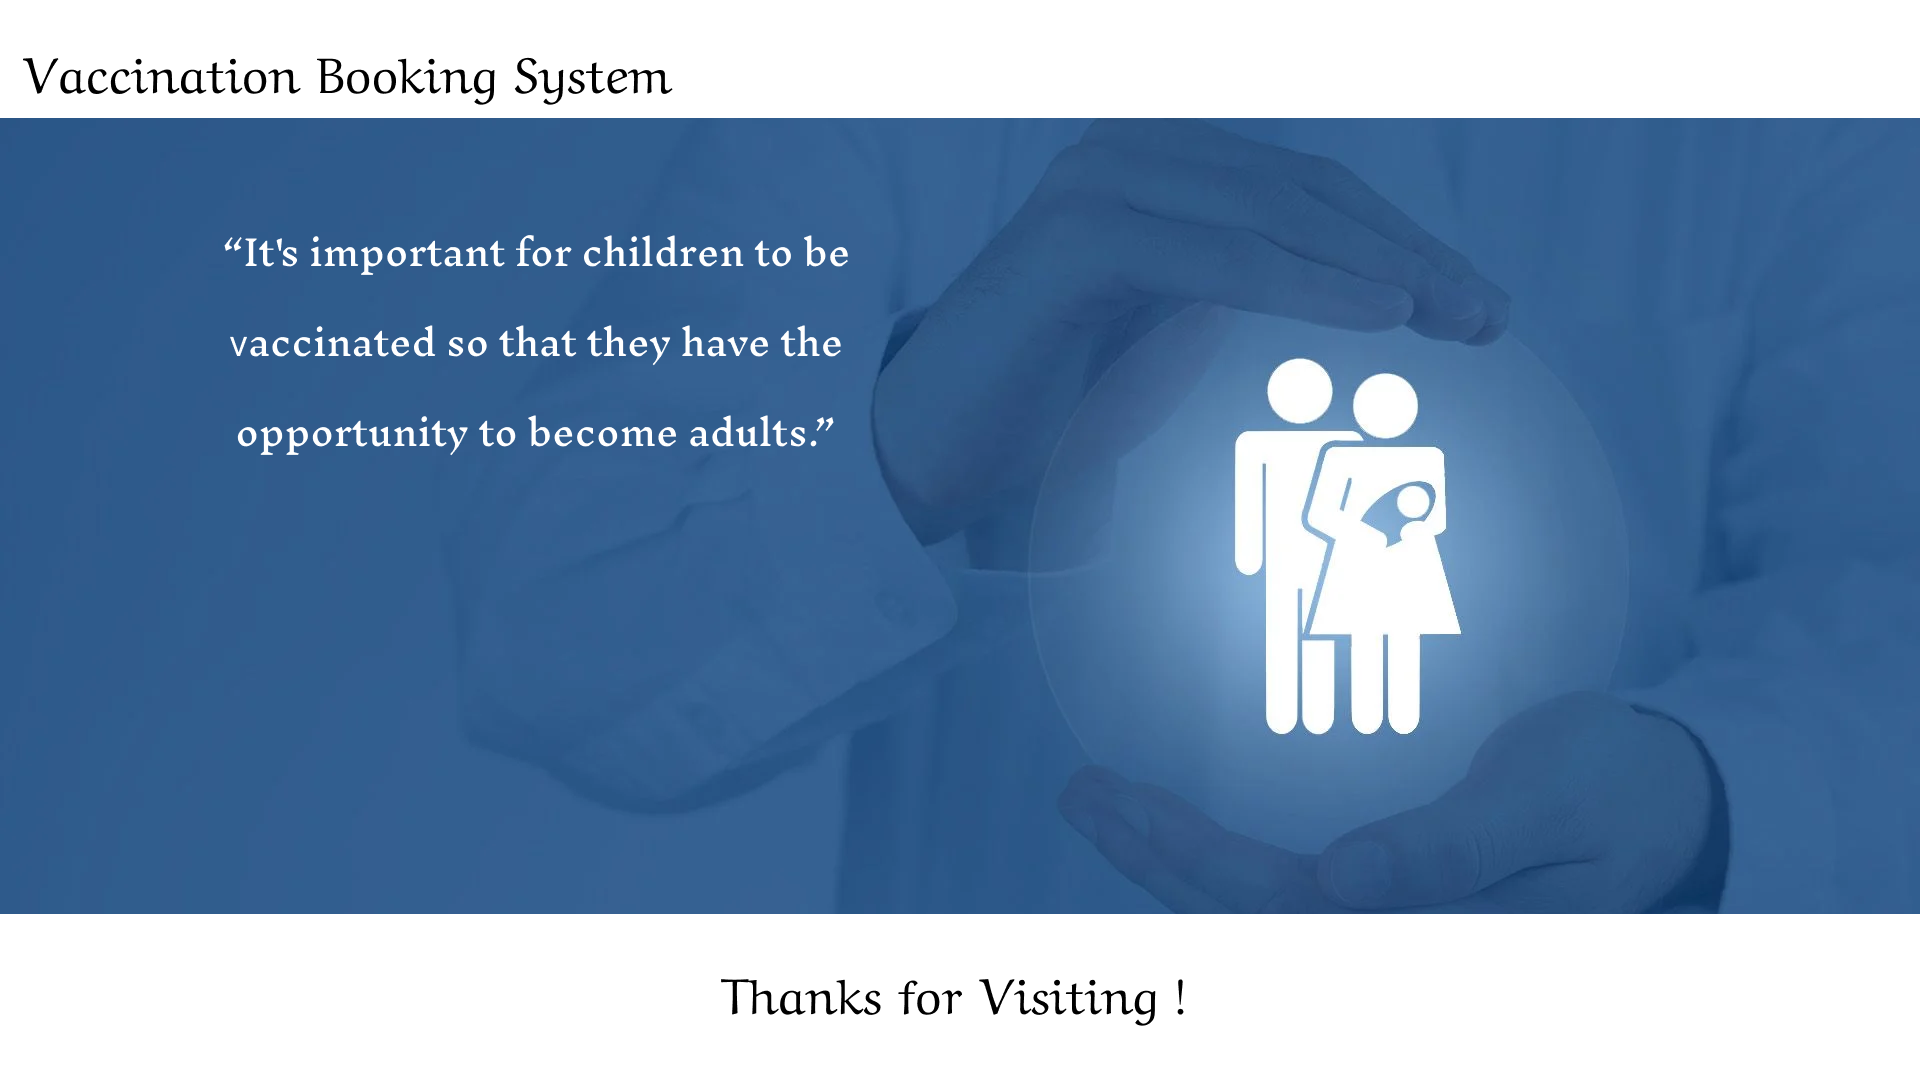 Vaccination Booking System
“It's important for children to be
vaccinated so that they have the
opportunity to become adults.”
Thanks for Visiting !